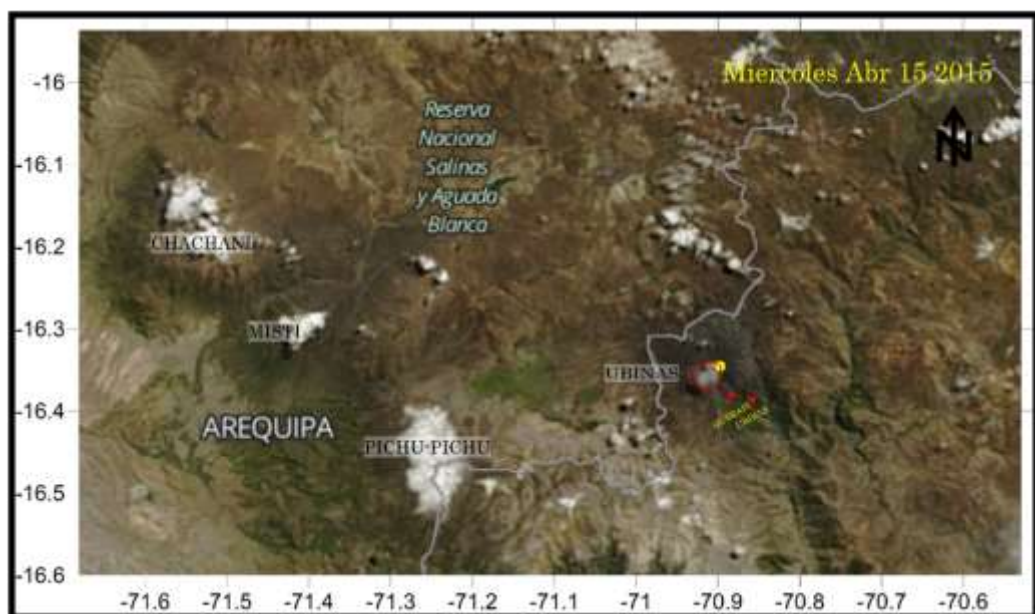 Miercoles Abr 15 2015
N
Reserva
Nacional
Salinas
y Aguada
Blanca
CHACHANI
MISTI
UBINAS
AREQUIPA
PICHU PICHU
-16
-16.1
-16.2
-16.3
-16.4
-16.5
-16.6
-71.6
-71.5
-71.4
-71.3
-71.2
-71.1
-71
-70.9
-70.8
-70.7
-70.6